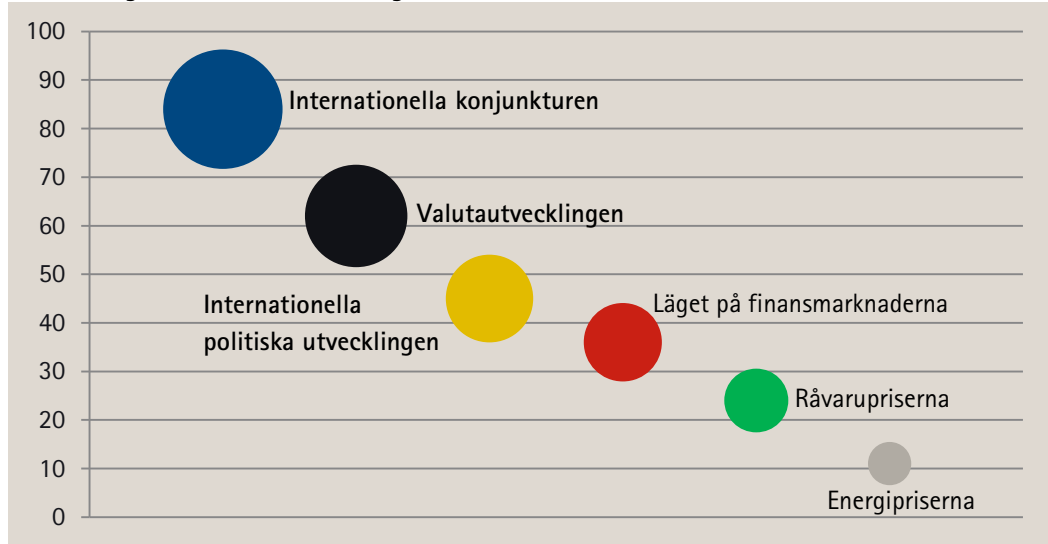 100
90
80
70
60
50
40
30
20
10
0
Internationella konjunkturen
Valutautvecklingen
Internationella
politiska utvecklingen
Läget på finansmarknaderna
Råvarupriserna
Energipriserna